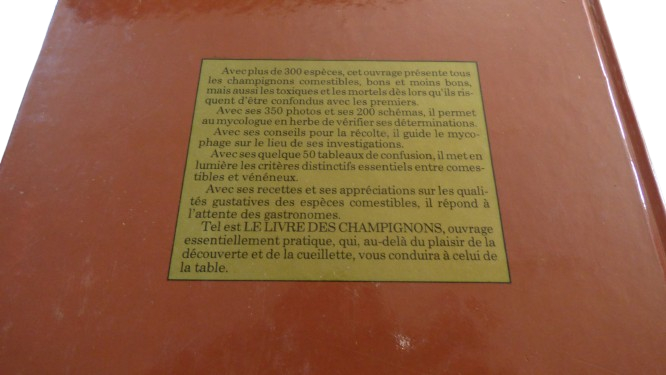 Avec plus de 300 espèces, cet ouvrage présente tous
les champignons comestibles, bons et moins bons,
mais aussi les toxiques et les mortels dès lors qu'ils ris-
quent d'être confondus avec les premiers.
Avec ses 350 photos et ses 200 schémas, il permet
au mycologue en herbe de vérifier ses déterminations.
Avec ses conseils pour la récolte, il guide le myco-
phage sur le lieu de ses investigations.
Avec ses quelque 50 tableaux de confusion, il met en
lumière les critères distinctifs essentiels entre comes-
tibles et vénéneux.
Avec ses recettes et ses appréciations sur les quali-
tés gustatives des espèces comestibles, il répond à
l'attente des gastronomes.
Tel est LE LIVRE DES CHAMPIGNONS, ouvrage
essentiellement pratique, qui, au-delà du plaisir de la
découverte et de la cueillette, vous conduira à celui de
la table.